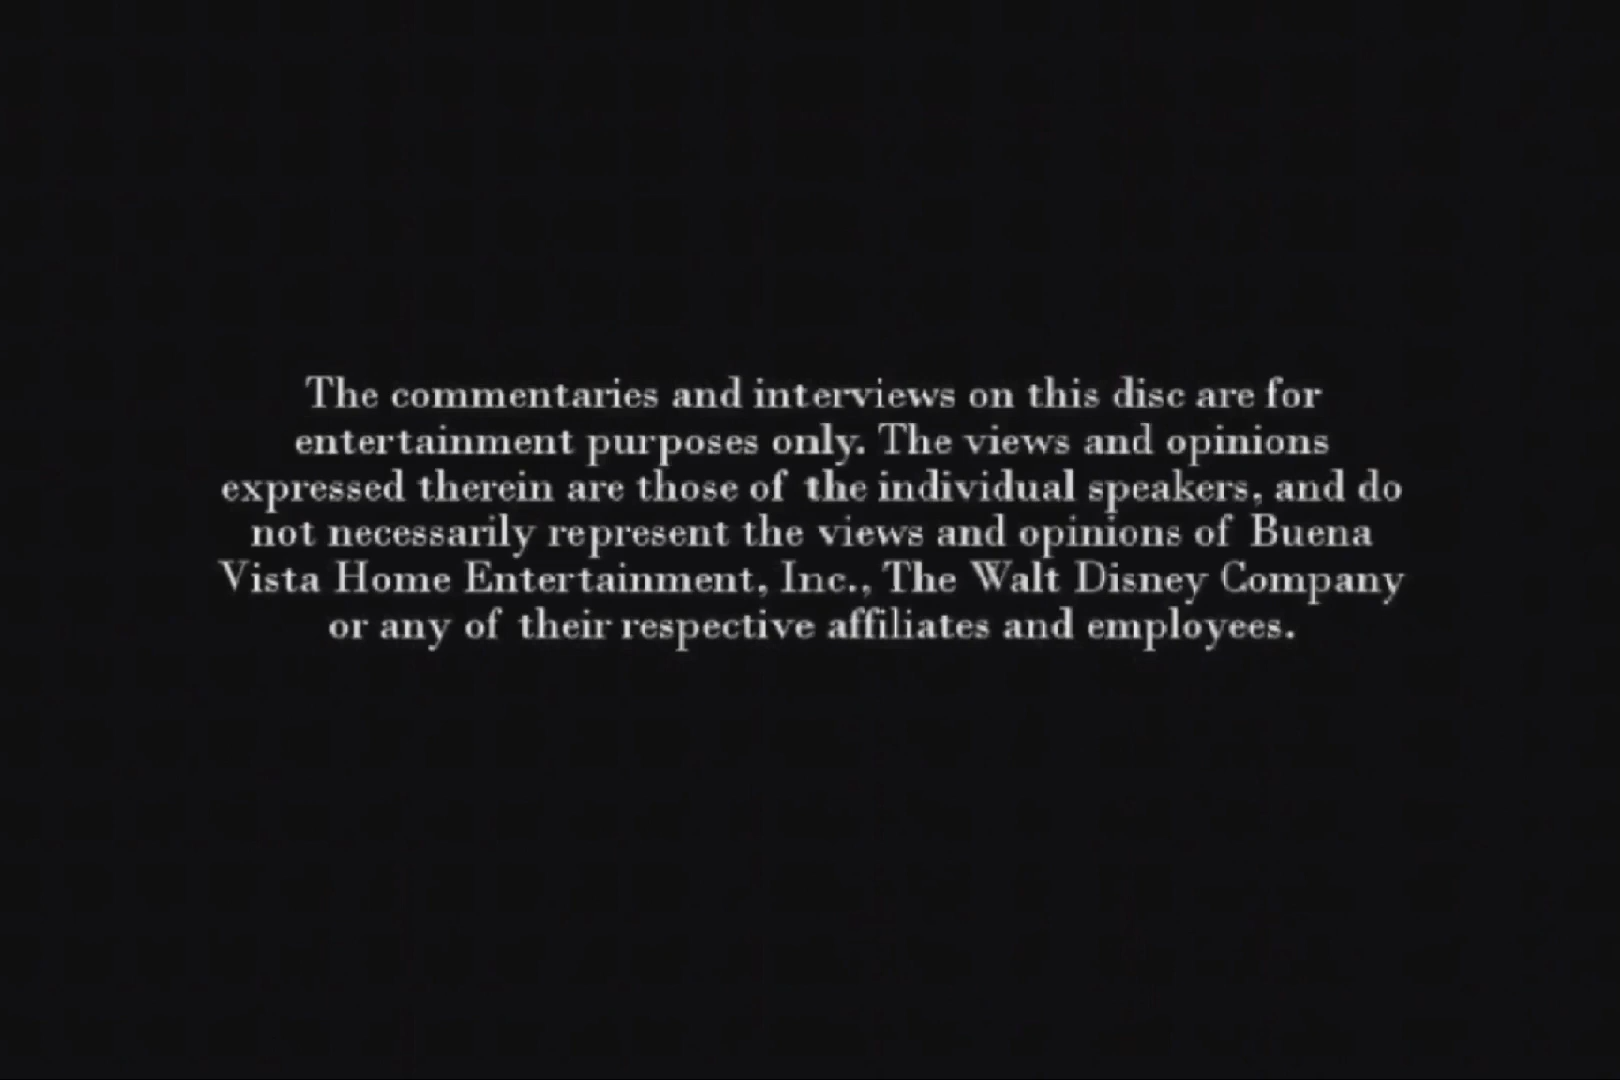 The commentaries and interviews on this disc are for
entertainment purposes only. The views and opinions
expressed therein are those of the individual speakers, and do
not necessarily represent the views and opinions of Buena
Vista Home Entertainment, Inc., The Walt Disney Company
or any of their respective affiliates and employees.